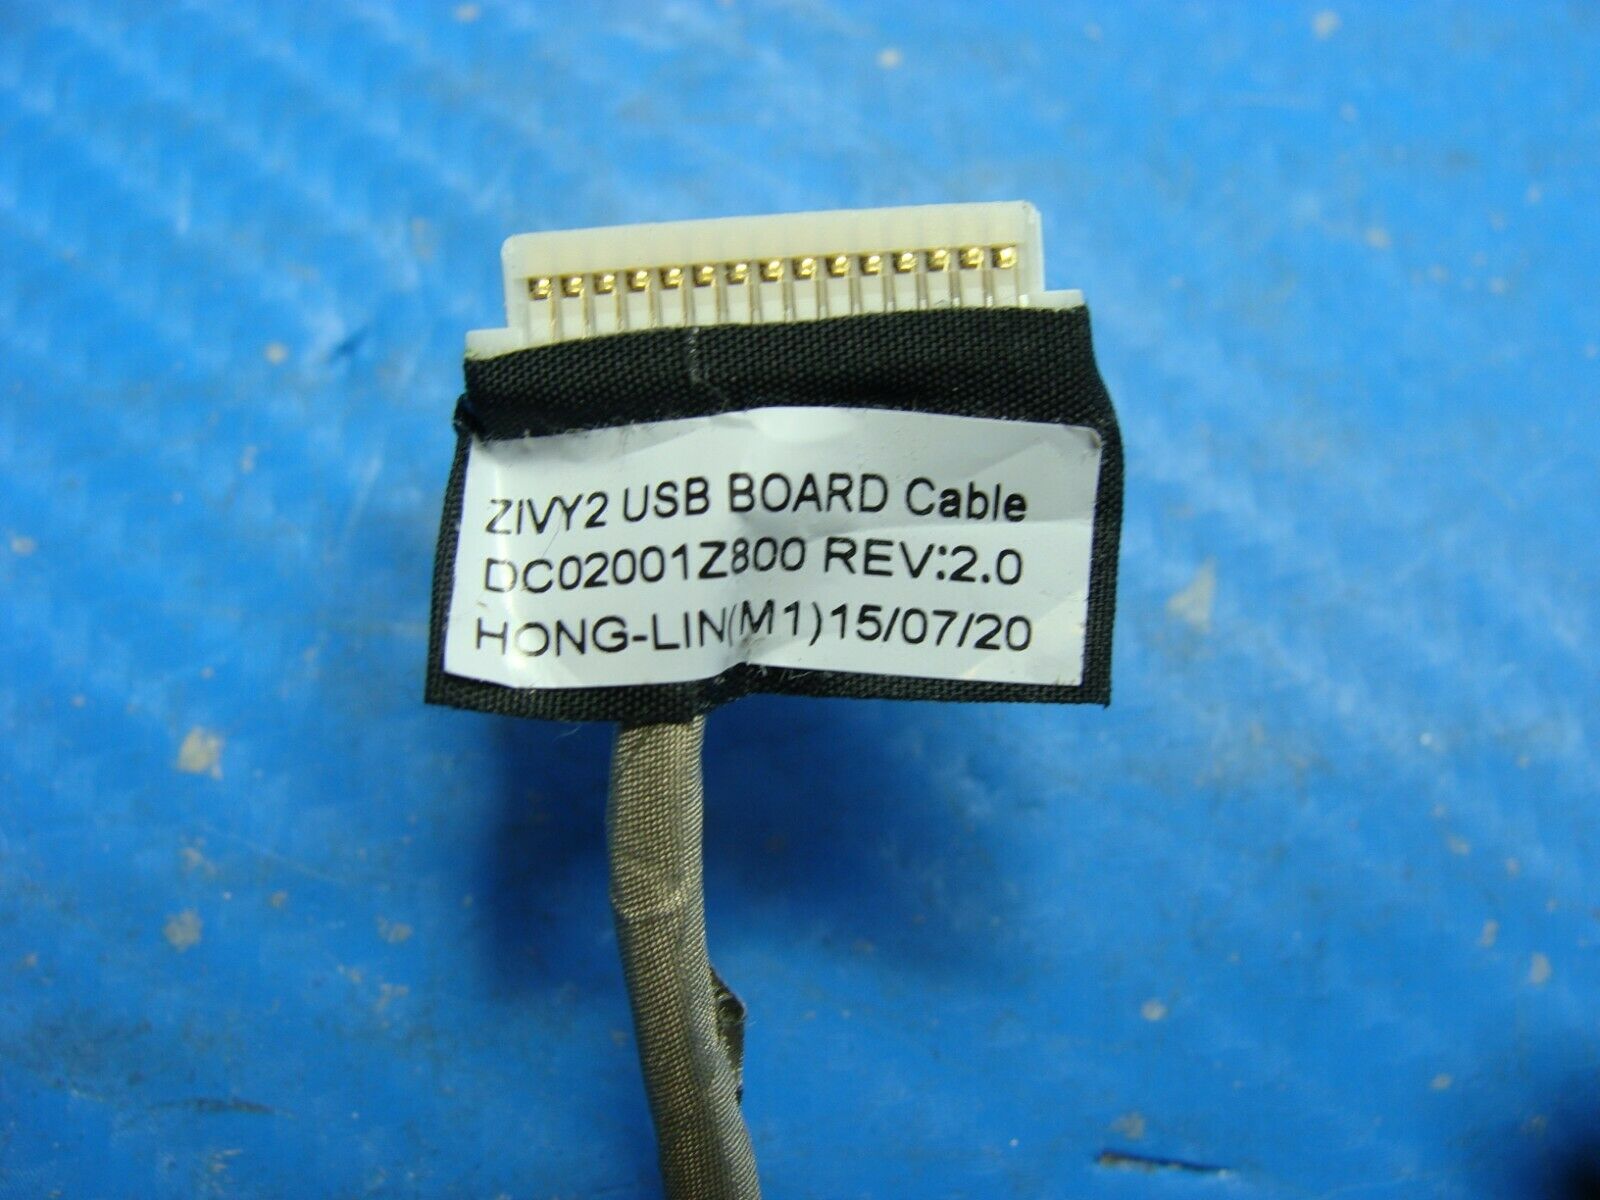 ZIVY2 USB BOARD Cable
DC02001Z800 REV:2.0
HONG-LIN(M1)15/07/20